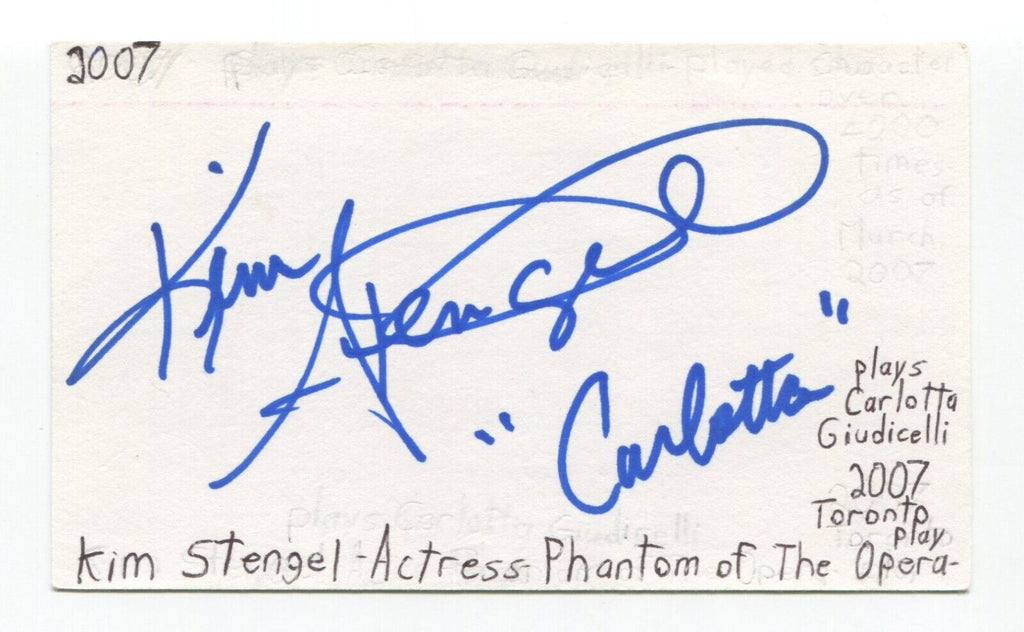 2007
Kim Stengel
"Carlotta"
plays
Carlotta
Giudicelli
2007
Toronto
play
Kim Stengel-Actress-Phantom of The Opera-